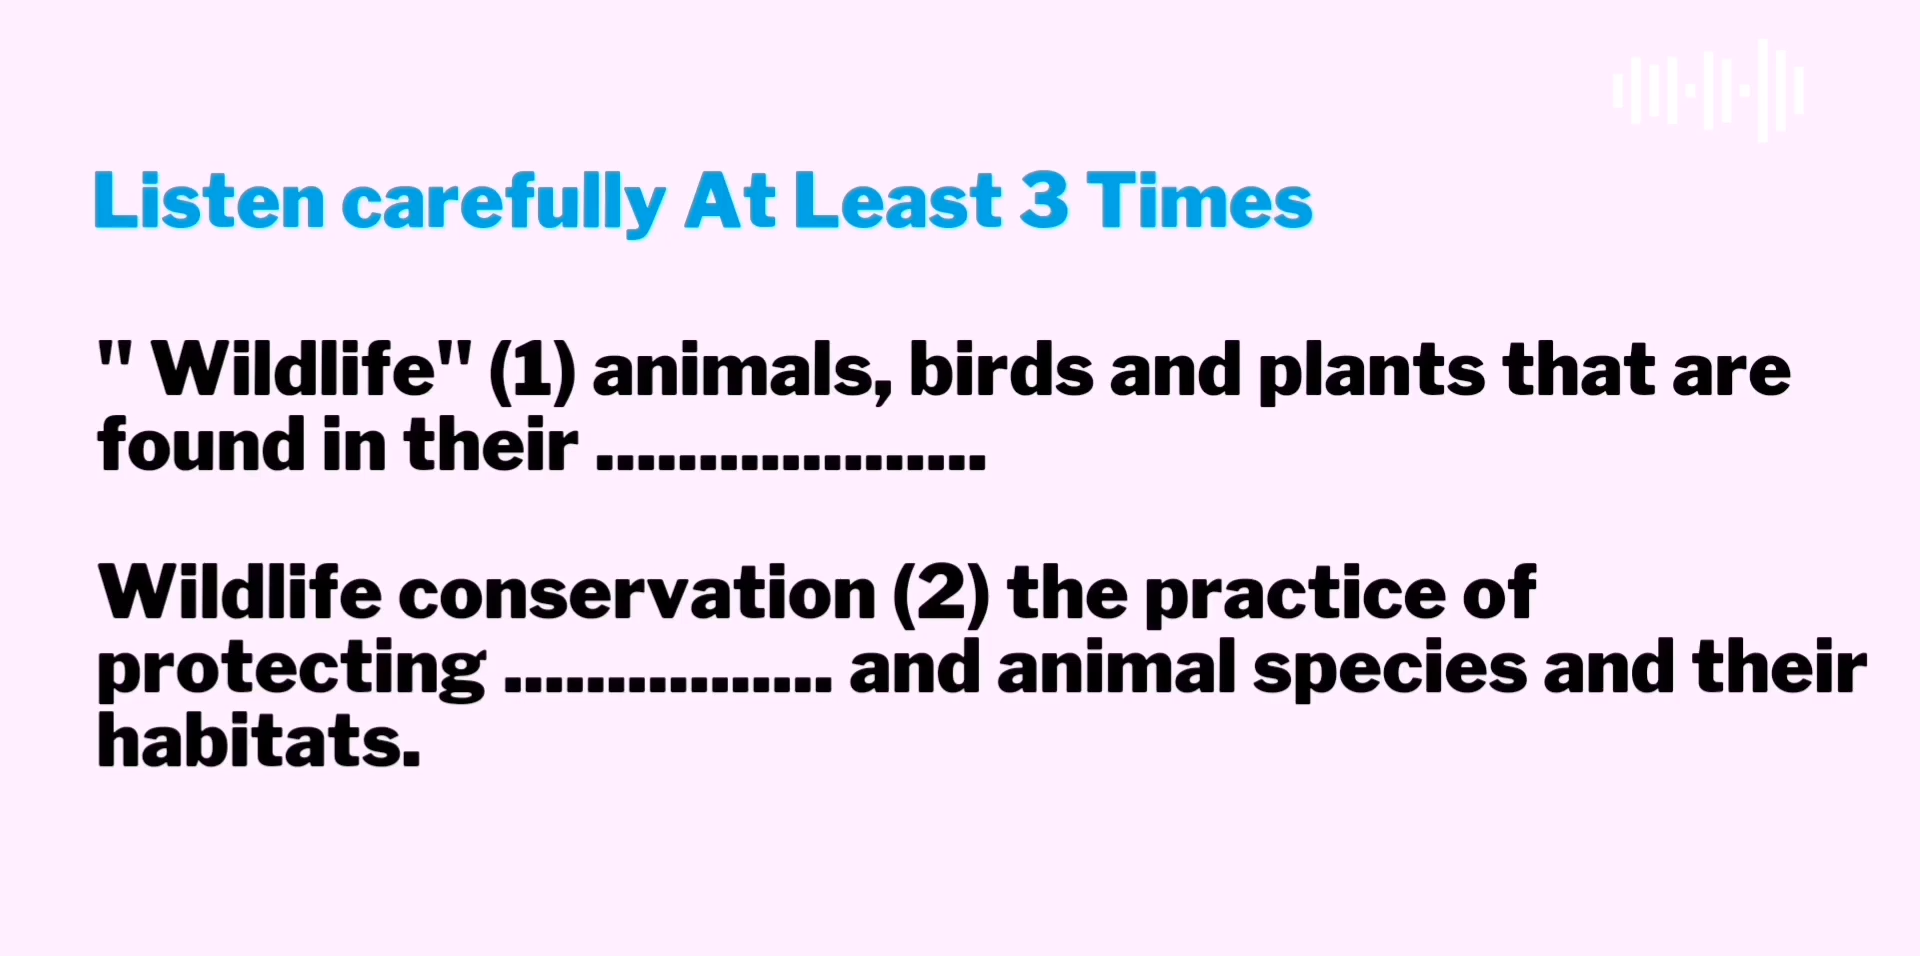 Listen carefully At Least 3 Times
" Wildlife" (1) animals, birds and plants that are
found in their ...................
Wildlife conservation (2) the practice of
protecting ................ and animal species and their
habitats.